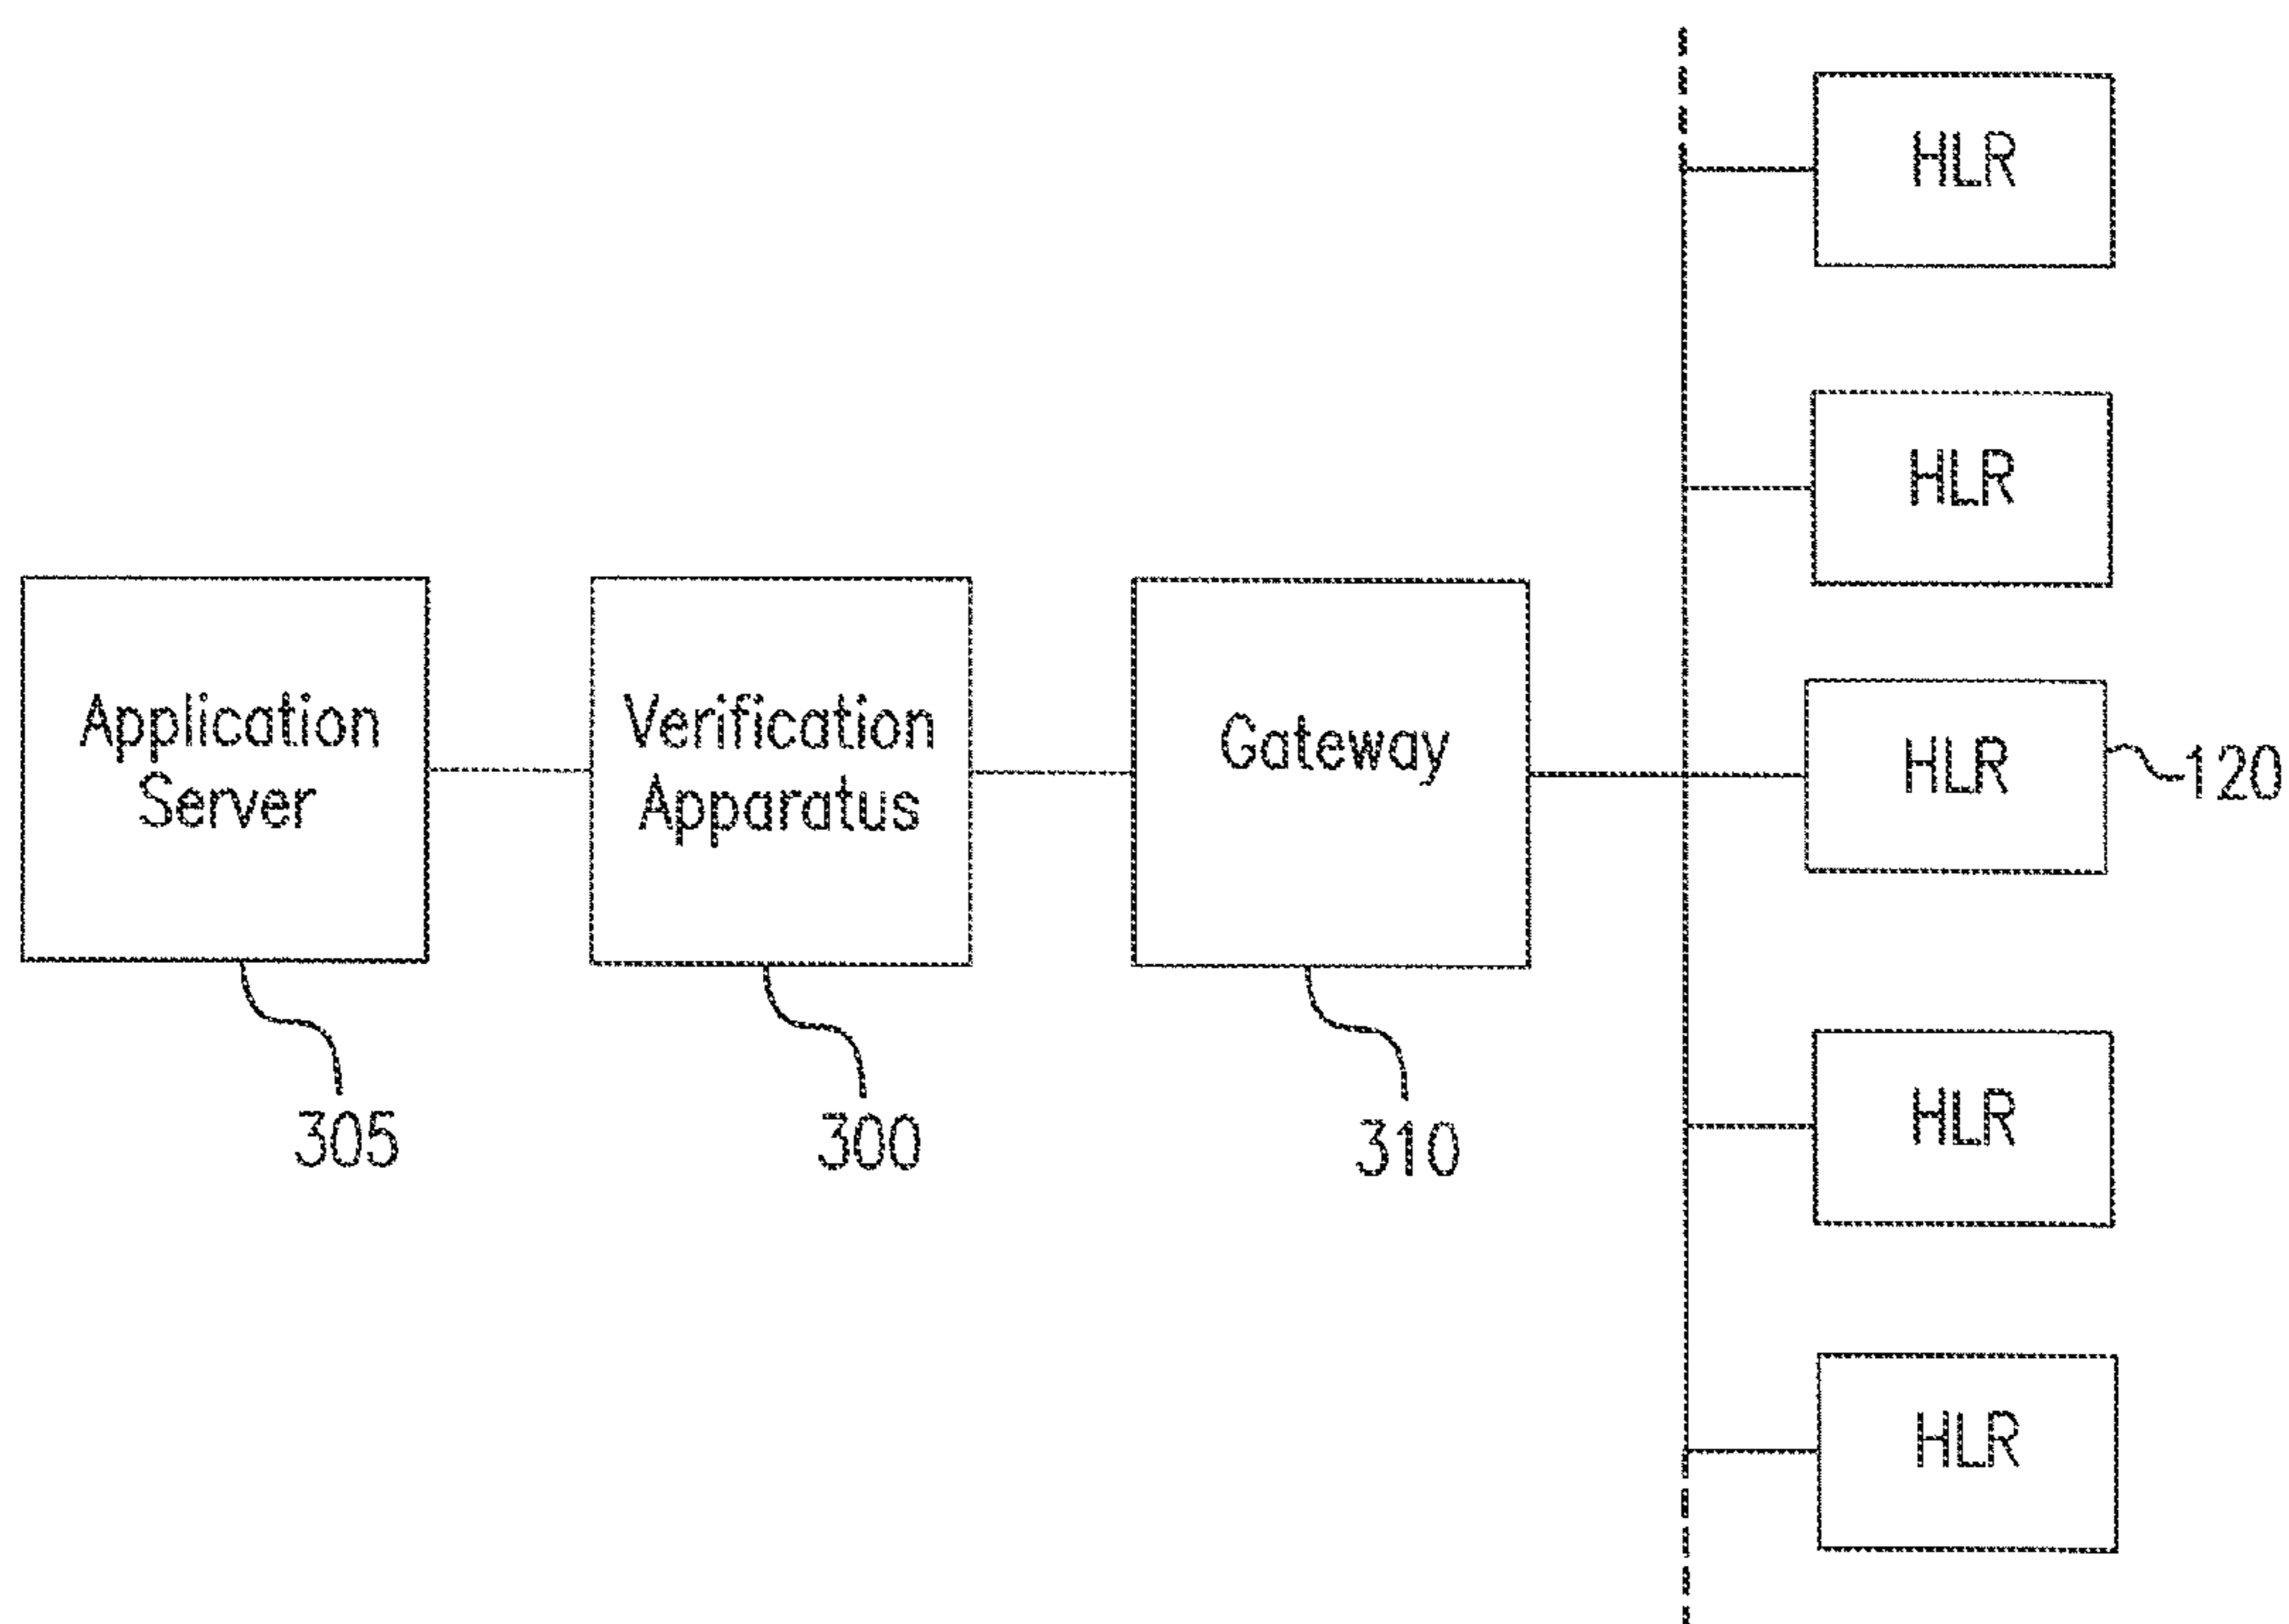 HLR
HLR
Application
Server
Verification
Apparatus
Gateway
HLR
120
305
300
310
HLR
HLR